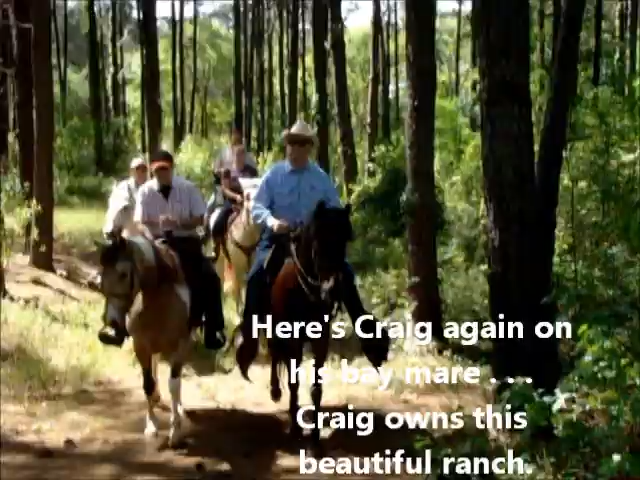 Here's Craig again on
his bay mare . . .
Craig owns this
beautiful ranch.